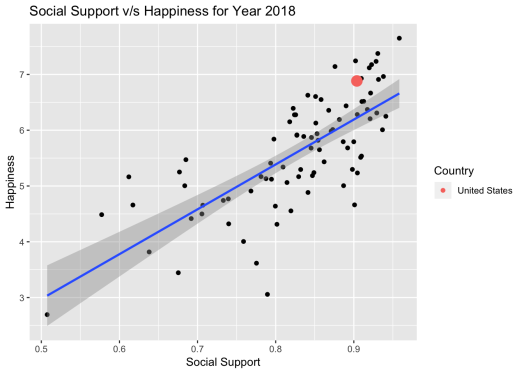 Social Support v/s Happiness for Year 2018
Happiness
7
6
5
4
3
0.5 0.6 0.7 0.8 0.9
Social Support
Country
United States